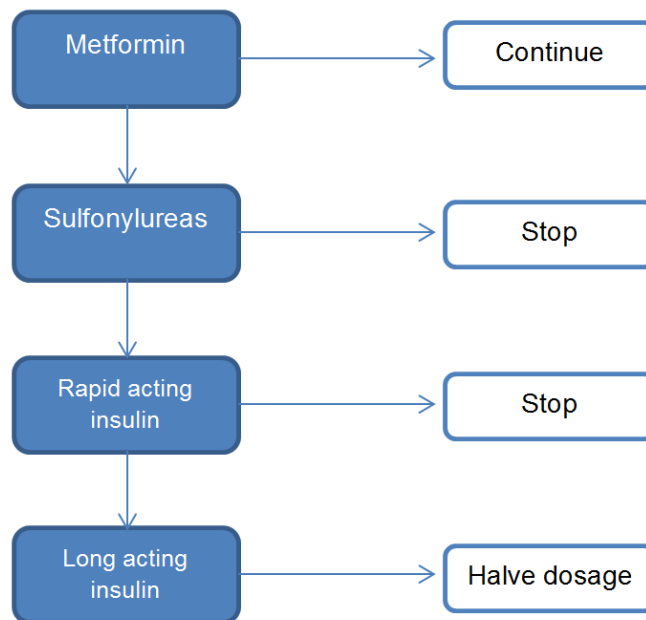 Metformin
Continue
Sulfonylureas
Stop
Rapid acting
insulin
Stop
Long acting
insulin
Halve dosage